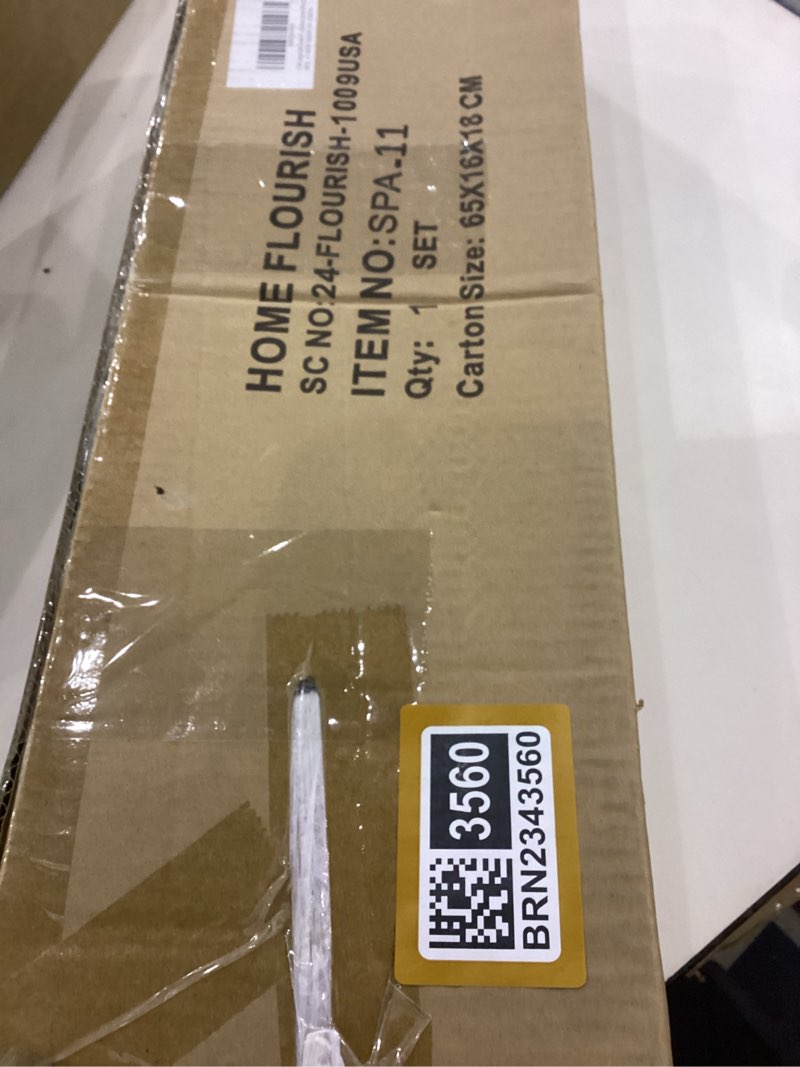 HOME FLOURISH
SC NO:24-FLOURISH-1009USA
ITEM NO:SPA-11
Qty: 1 SET
Carton Size: 65X16X18 CM
3560
BRN2343560